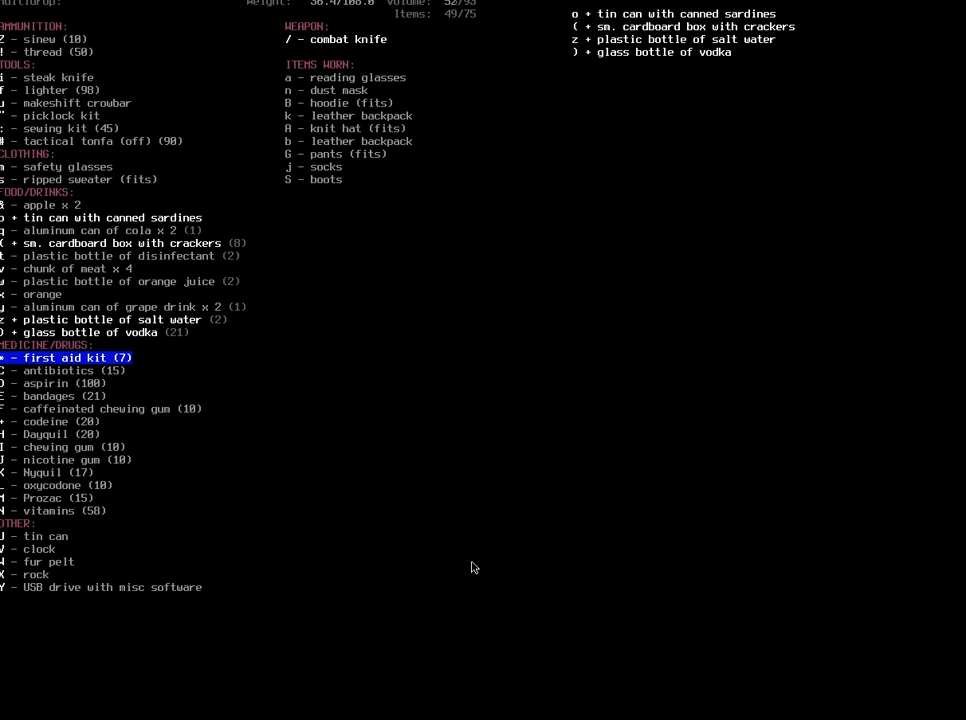 Multidrop:
Weight: 36.4/108.0 Volume: 52/93
Items: 49/75
AMMUNITION:
Z - sinew (10)
! - thread (50)
TOOLS:
i - steak knife
f - lighter (98)
u - makeshift crowbar
" - picklock kit
: - sewing kit (45)
# - tactical tonfa (off) (90)
CLOTHING:
m - safety glasses
s - ripped sweater (fits)
FOOD/DRINKS:
& - apple x 2
o + tin can with canned sardines
q - aluminum can of cola x 2 (1)
( + sm. cardboard box with crackers (8)
t - plastic bottle of disinfectant (2)
v - chunk of meat x 4
w - plastic bottle of orange juice (2)
x - orange
y - aluminum can of grape drink x 2 (1)
z + plastic bottle of salt water (2)
) + glass bottle of vodka (21)
MEDICINE/DRUGS:
* - first aid kit (7)
C - antibiotics (15)
D - aspirin (100)
E - bandages (21)
F - caffeinated chewing gum (10)
+ - codeine (20)
H - Dayquil (20)
I - chewing gum (10)
J - nicotine gum (10)
K - Nyquil (17)
L - oxycodone (10)
M - Prozac (15)
N - vitamins (58)
OTHER:
U - tin can
V - clock
W - fur pelt
X - rock
Y - USB drive with misc software
WEAPON:
/ - combat knife
ITEMS WORN:
a - reading glasses
n - dust mask
B - hoodie (fits)
k - leather backpack
A - knit hat (fits)
b - leather backpack
G - pants (fits)
j - socks
S - boots
o + tin can with canned sardines
( + sm. cardboard box with crackers
z + plastic bottle of salt water
) + glass bottle of vodka